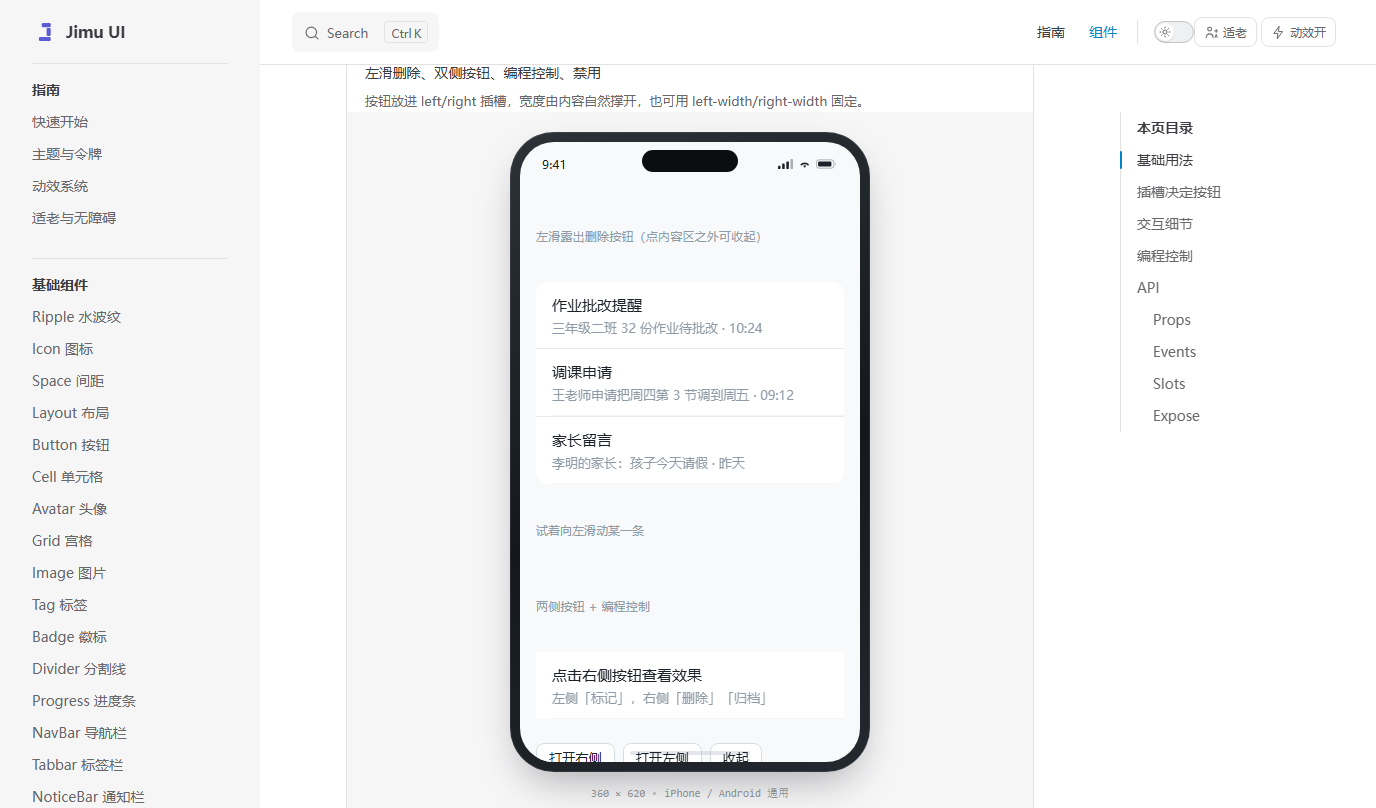 Jimu UI
Search Ctrl K
指南 组件 适老 动效开
指南
快速开始
主题与令牌
动效系统
适老与无障碍
基础组件
Ripple 水波纹
Icon 图标
Space 间距
Layout 布局
Button 按钮
Cell 单元格
Avatar 头像
Grid 宫格
Image 图片
Tag 标签
Badge 徽标
Divider 分割线
Progress 进度条
NavBar 导航栏
Tabbar 标签栏
NoticeBar 通知栏
左滑删除、双侧按钮、编程控制、禁用
按钮放进 left/right 插槽，宽度由内容自然撑开，也可用 left-width/right-width 固定。
9:41
左滑露出删除按钮（点内容区之外可收起）
作业批改提醒
三年级二班 32 份作业待批改 · 10:24
调课申请
王老师申请把周四第 3 节调到周五 · 09:12
家长留言
李明的家长：孩子今天请假 · 昨天
试着向左滑动某一条
两侧按钮 + 编程控制
点击右侧按钮查看效果
左侧「标记」，右侧「删除」「归档」
打开右侧 打开左侧 收起
360 × 620 · iPhone / Android 通用
本页目录
基础用法
插槽决定按钮
交互细节
编程控制
API
Props
Events
Slots
Expose